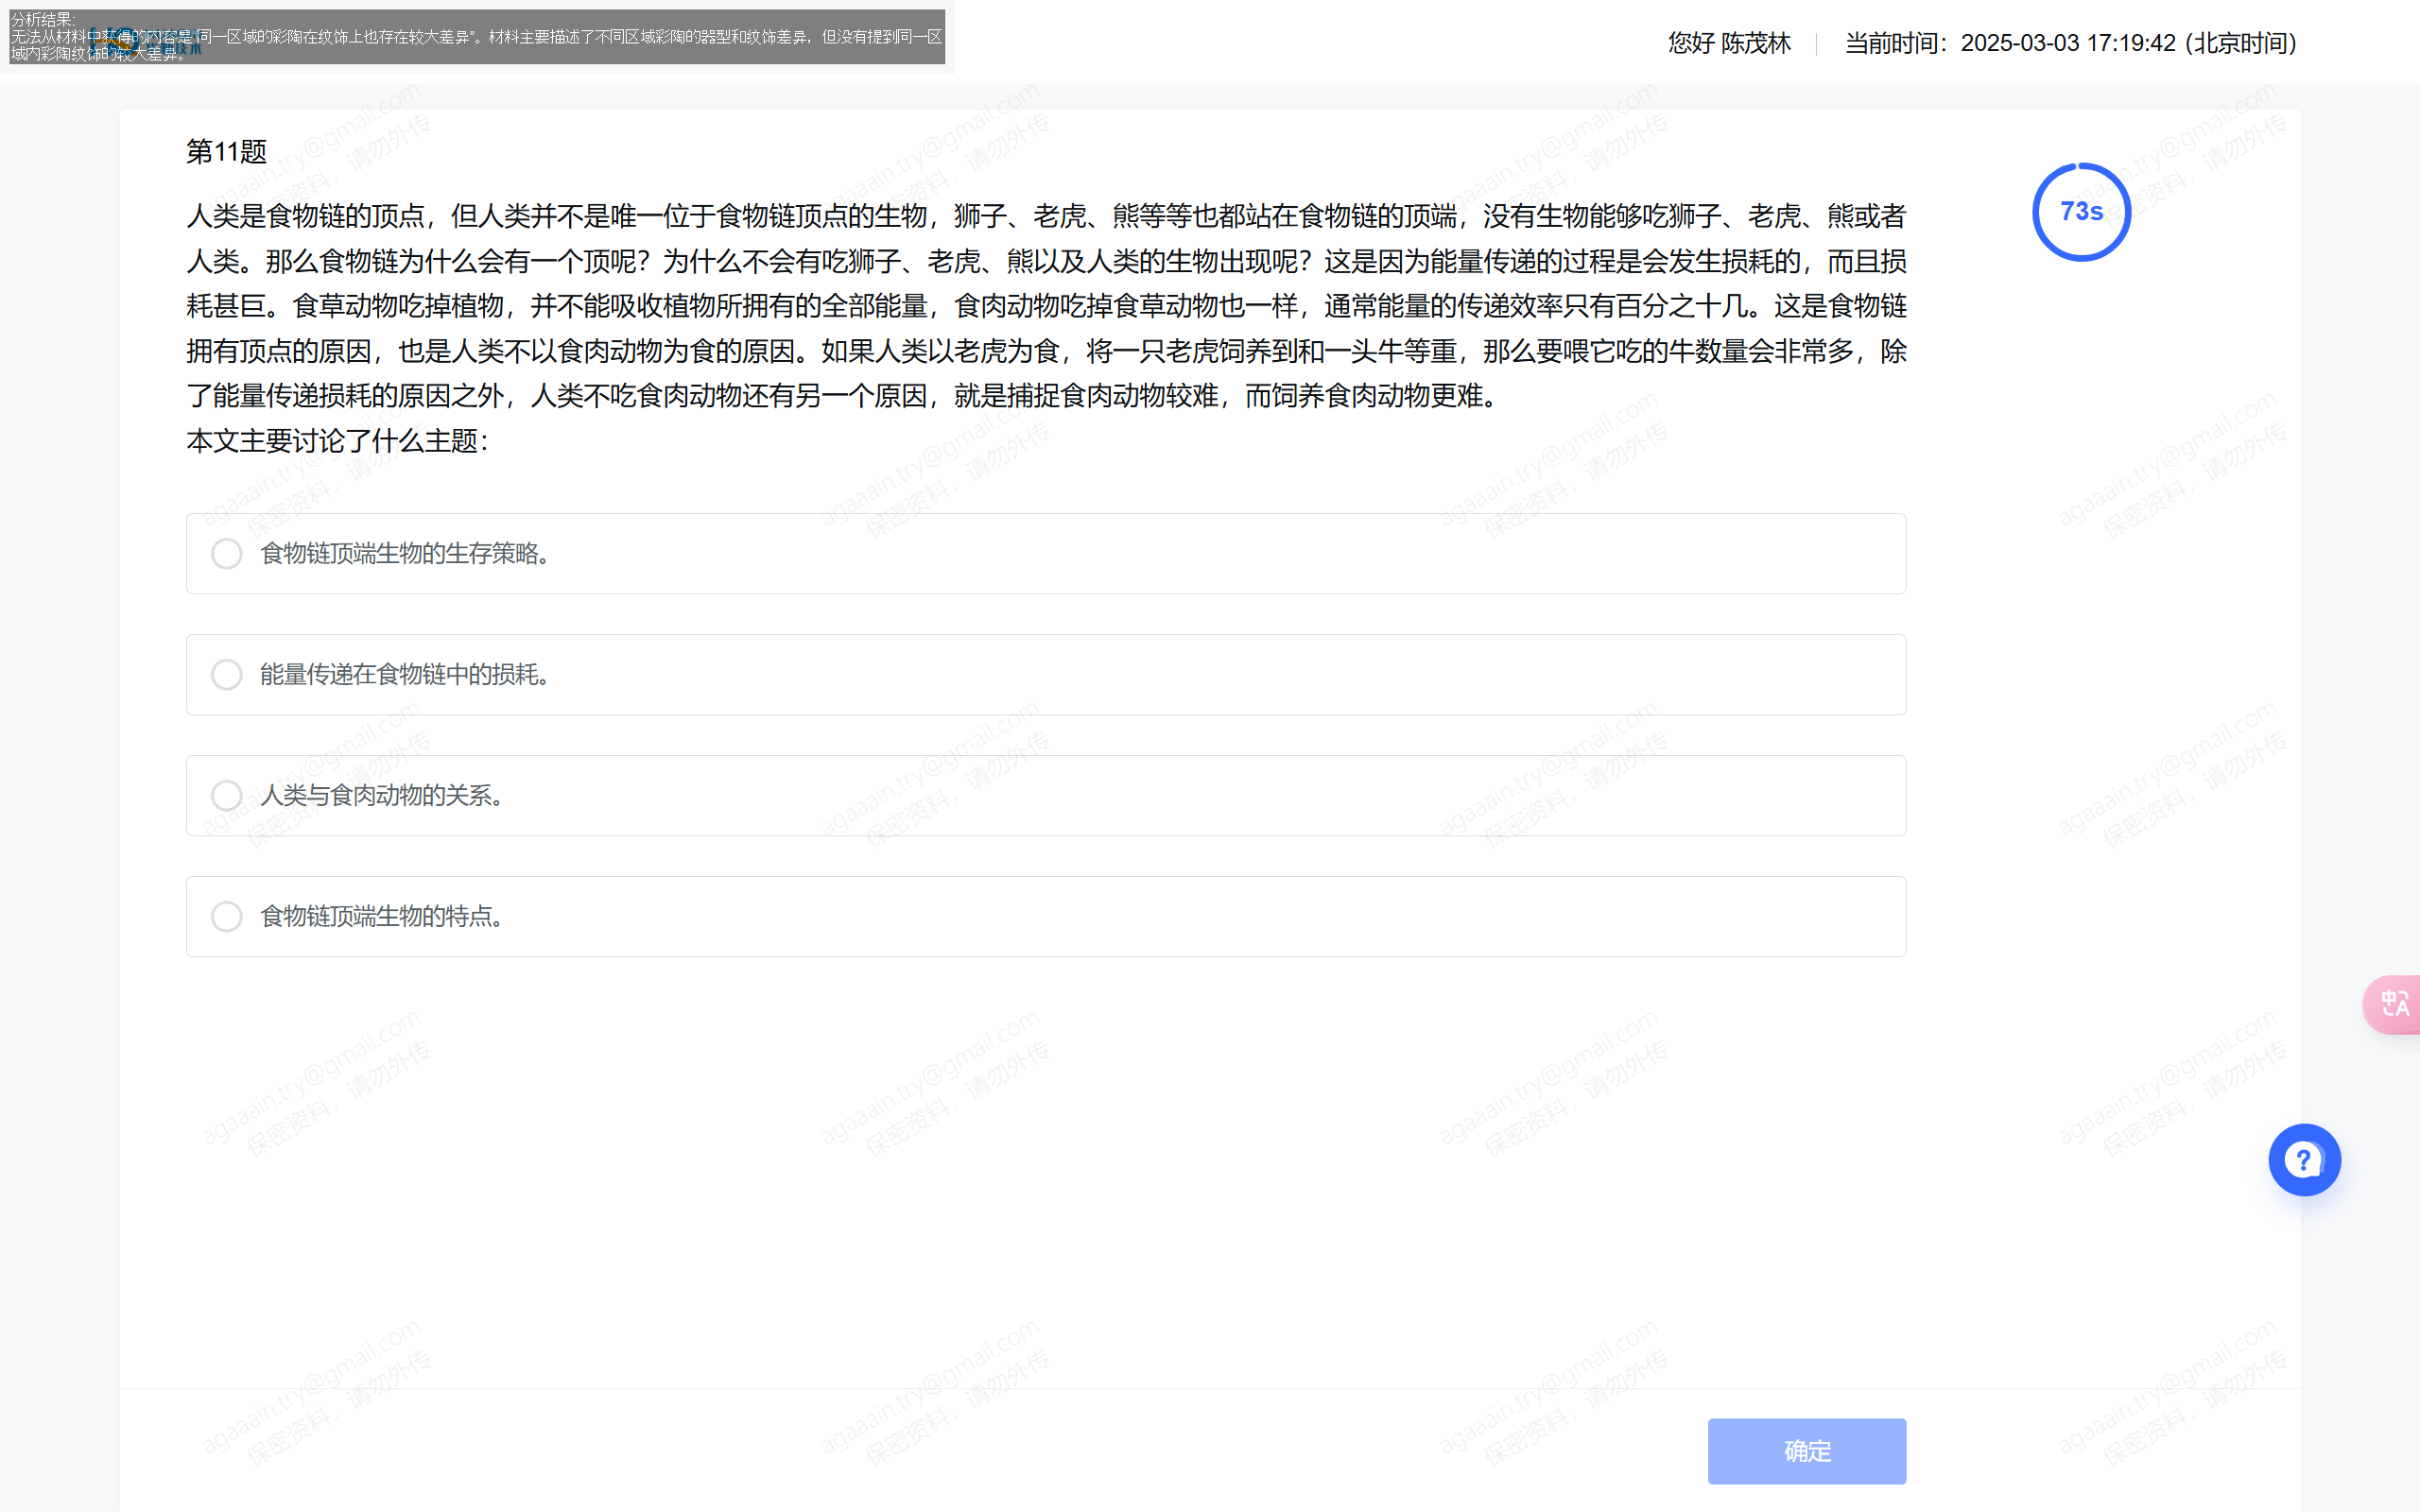 分析结果:
无法从材料中获得的内容是“同一区域的彩陶在纹饰上也存在较大差异”。材料主要描述了不同区域彩陶的器型和纹饰差异，但没有提到同一区
域内彩陶纹饰的较大差异。
您好 陈茂林
当前时间：2025-03-03 17:19:42 (北京时间)
第11题
73s
人类是食物链的顶点，但人类并不是唯一位于食物链顶点的生物，狮子、老虎、熊等等也都站在食物链的顶端，没有生物能够吃狮子、老虎、熊或者
人类。那么食物链为什么会有一个顶呢？为什么不会有吃狮子、老虎、熊以及人类的生物出现呢？这是因为能量传递的过程是会发生损耗的，而且损
耗甚巨。食草动物吃掉植物，并不能吸收植物所拥有的全部能量，食肉动物吃掉食草动物也一样，通常能量的传递效率只有百分之十几。这是食物链
拥有顶点的原因，也是人类不以食肉动物为食的原因。如果人类以老虎为食，将一只老虎饲养到和一头牛等重，那么要喂它吃的牛数量会非常多，除
了能量传递损耗的原因之外，人类不吃食肉动物还有另一个原因，就是捕捉食肉动物较难，而饲养食肉动物更难。
本文主要讨论了什么主题：
食物链顶端生物的生存策略。
能量传递在食物链中的损耗。
人类与食肉动物的关系。
食物链顶端生物的特点。
确定
agaaain.try@gmail.com
保密资料，请勿外传